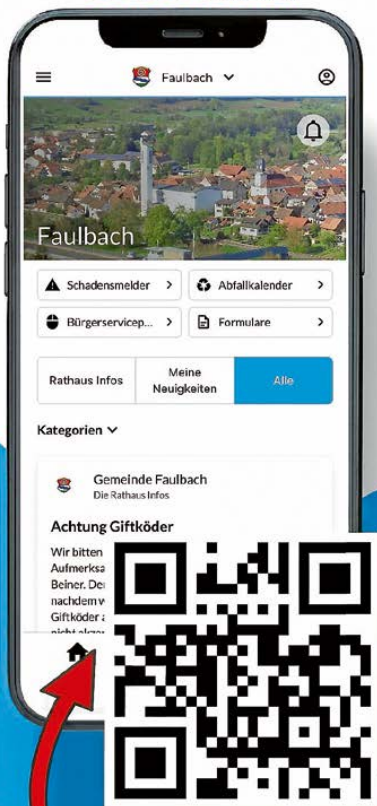 Faulbach
Faulbach
Schadensmelder
Abfallkalender
Bürgerservicep...
Formulare
Rathaus Infos
Meine
Neuigkeiten
Alle
Kategorien
Gemeinde Faulbach
Die Rathaus Infos
Achtung Giftköder
Wir bitten
Aufmerksa
Beiner. De
nachdem w
Giftköder a